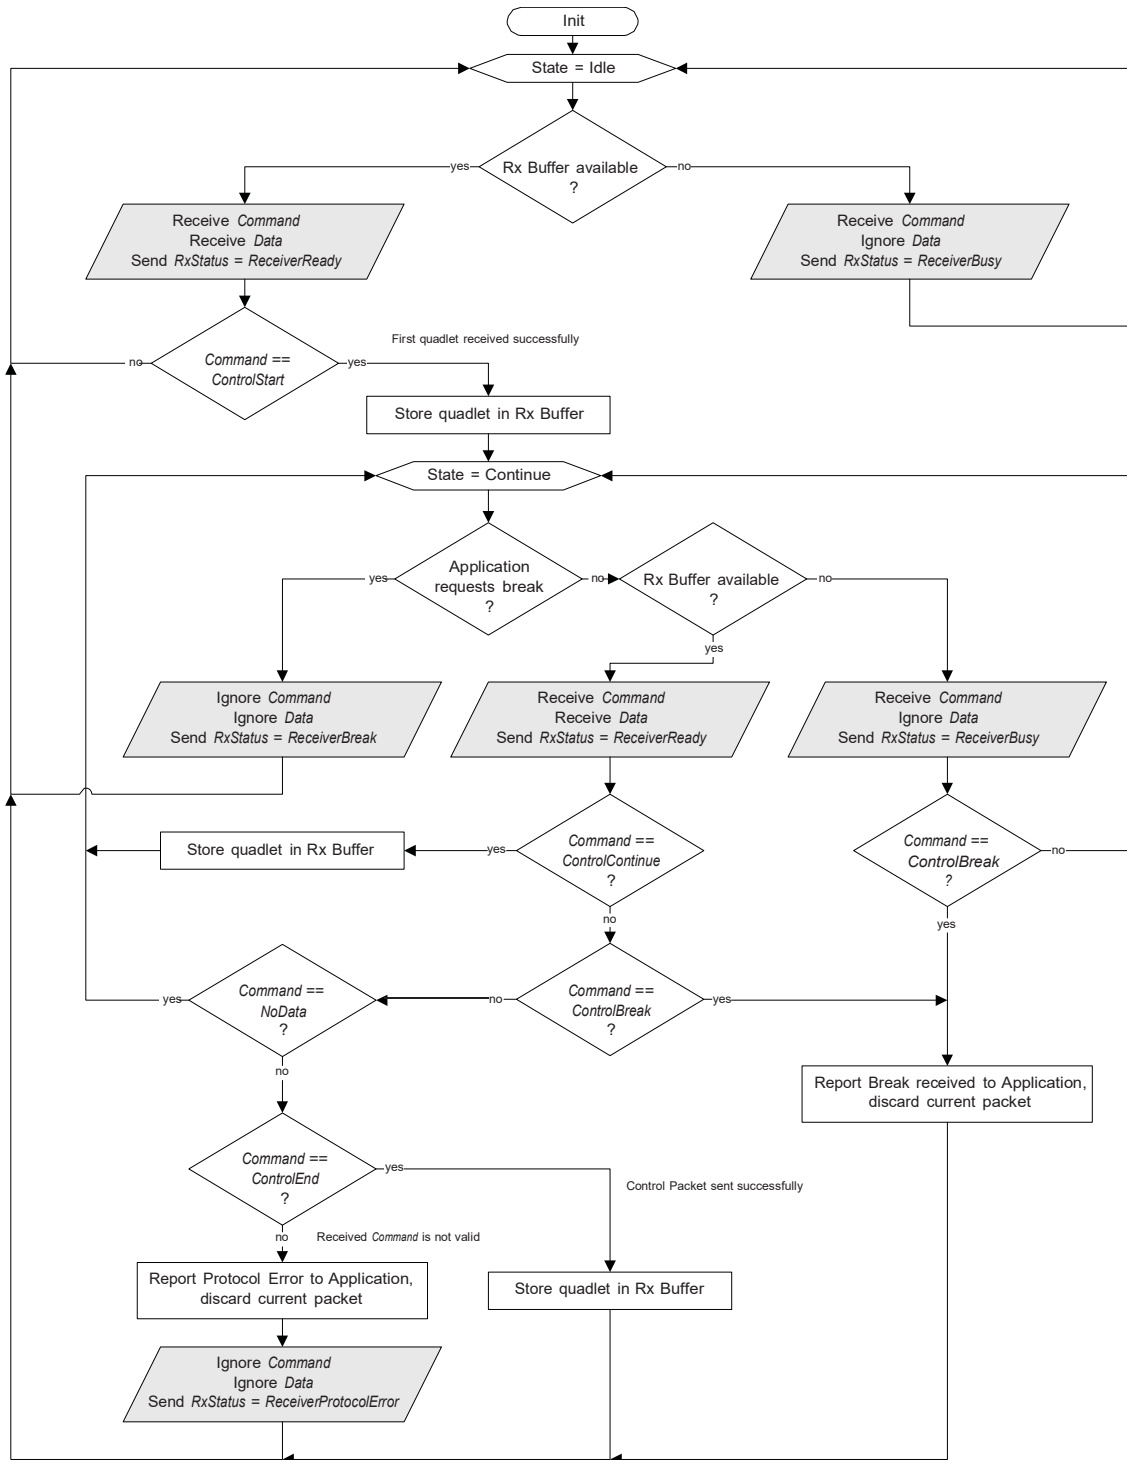 Init
State = Idle
yes
Rx Buffer available
?
no
Receive Command
Receive Data
Send RxStatus = ReceiverReady
Receive Command
Ignore Data
Send RxStatus = ReceiverBusy
First quadlet received successfully
no
Command ==
ControlStart
yes
Store quadlet in Rx Buffer
State = Continue
yes
Application
requests break
?
no
Rx Buffer available
?
no
yes
Ignore Command
Ignore Data
Send RxStatus = ReceiverBreak
Receive Command
Receive Data
Send RxStatus = ReceiverReady
Receive Command
Ignore Data
Send RxStatus = ReceiverBusy
Store quadlet in Rx Buffer
yes
Command ==
ControlContinue
?
no
Command ==
ControlBreak
?
no
yes
yes
Command ==
NoData
?
no
Command ==
ControlBreak
?
yes
no
Report Break received to Application,
discard current packet
Command ==
ControlEnd
?
yes
Control Packet sent successfully
no
Received Command is not valid
Report Protocol Error to Application,
discard current packet
Store quadlet in Rx Buffer
Ignore Command
Ignore Data
Send RxStatus = ReceiverProtocolError